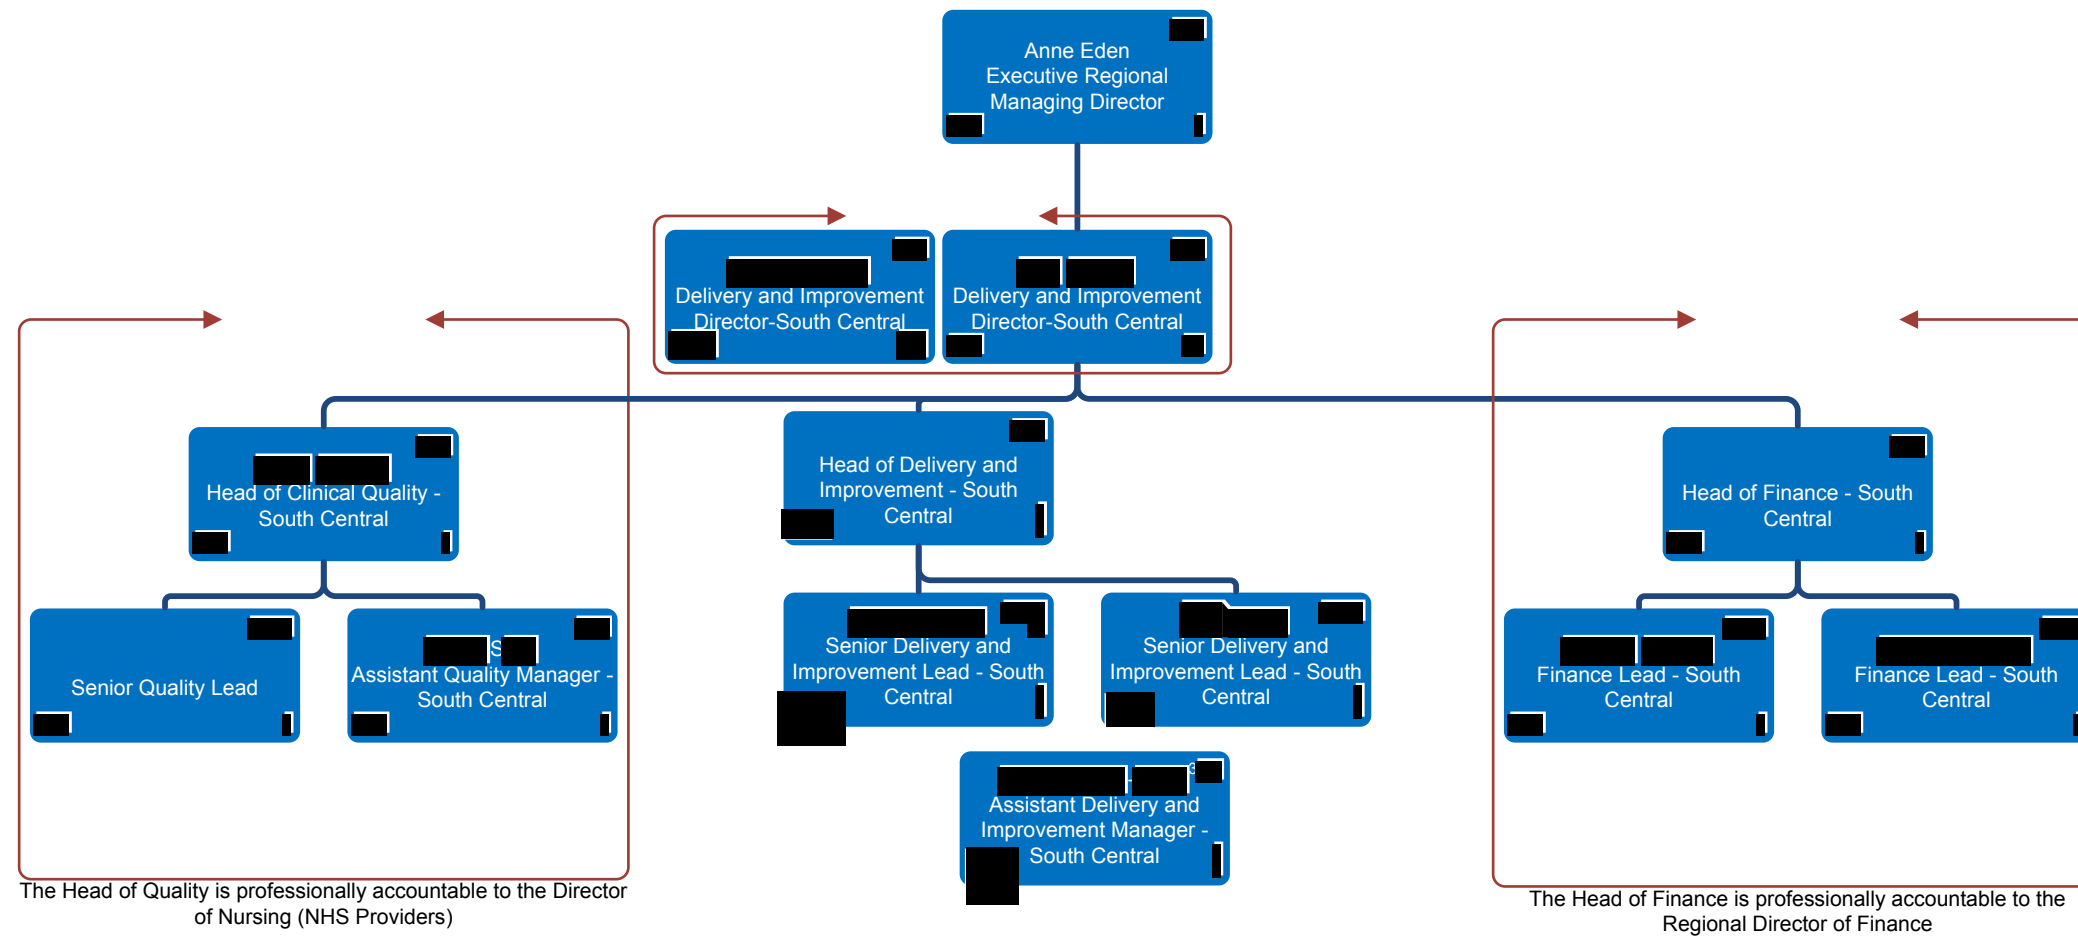 Anne Eden
Executive Regional
Managing Director
Delivery and Improvement
Director-South Central
Delivery and Improvement
Director-South Central
Head of Clinical Quality -
South Central
Head of Delivery and
Improvement - South
Central
Head of Finance - South
Central
Senior Quality Lead
Assistant Quality Manager -
South Central
Senior Delivery and
Improvement Lead - South
Central
Senior Delivery and
Improvement Lead - South
Central
Finance Lead - South
Central
Finance Lead - South
Central
Assistant Delivery and
Improvement Manager -
South Central
The Head of Quality is professionally accountable to the Director
of Nursing (NHS Providers)
The Head of Finance is professionally accountable to the
Regional Director of Finance